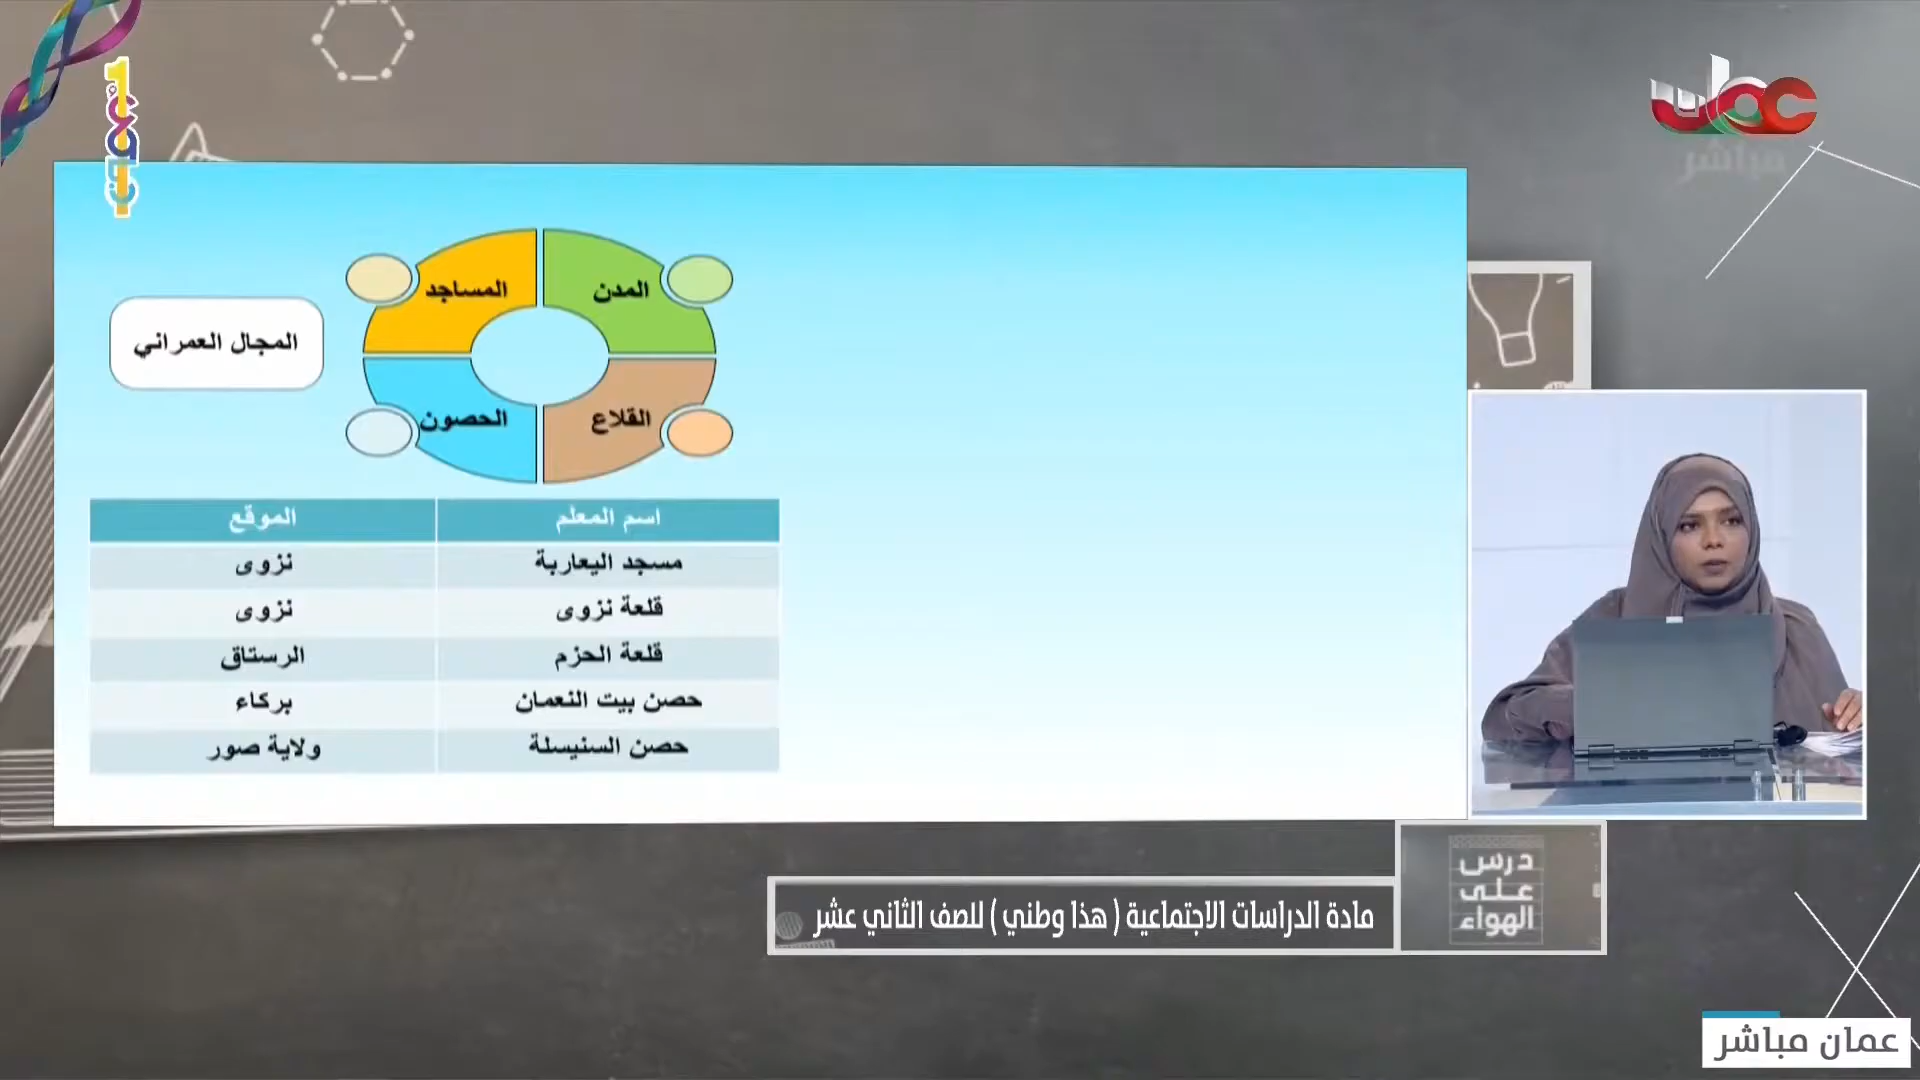 عمان
مباشر
المدن
المساجد
المجال العمراني
القلاع
الحصون
اسم المعلم الموقع
مسجد اليعاربة نزوى
قلعة نزوى نزوى
قلعة الحزم الرستاق
حصن بيت النعمان بركاء
حصن السنيسلة ولاية صور
درس
على
الهواء
مادة الدراسات الاجتماعية ( هذا وطني ) للصف الثاني عشر
عمان مباشر